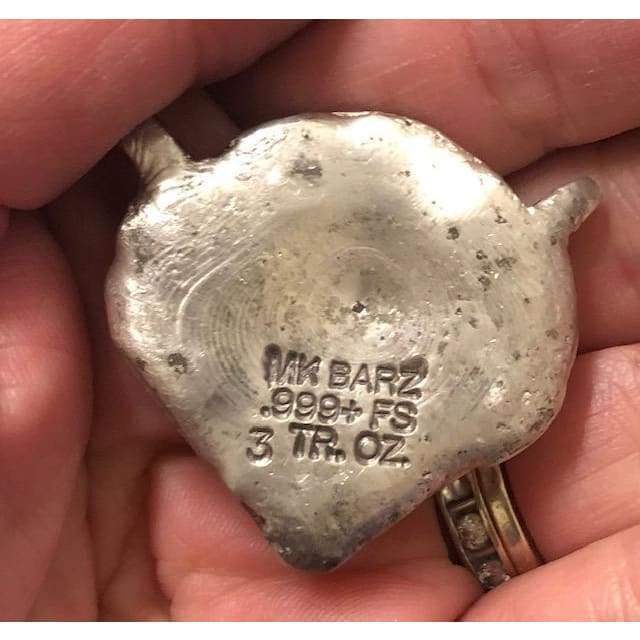 MK BARZ
.999+ FS
3 TR. OZ.